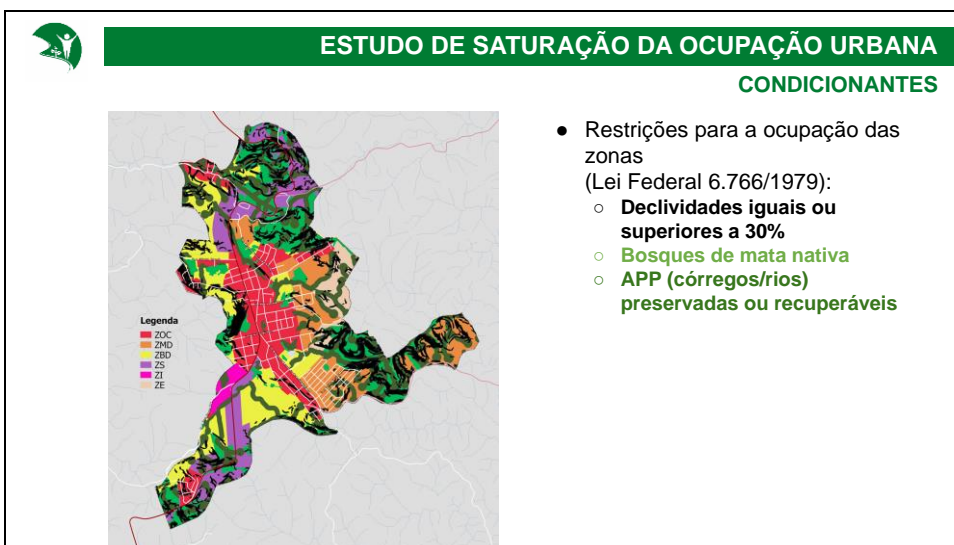 ESTUDO DE SATURAÇÃO DA OCUPAÇÃO URBANA
CONDICIONANTES
Legenda
ZOC
ZMD
ZBD
ZS
ZI
ZE
● Restrições para a ocupação das
zonas
(Lei Federal 6.766/1979):
○ Declividades iguais ou
superiores a 30%
○ Bosques de mata nativa
○ APP (córregos/rios)
preservadas ou recuperáveis